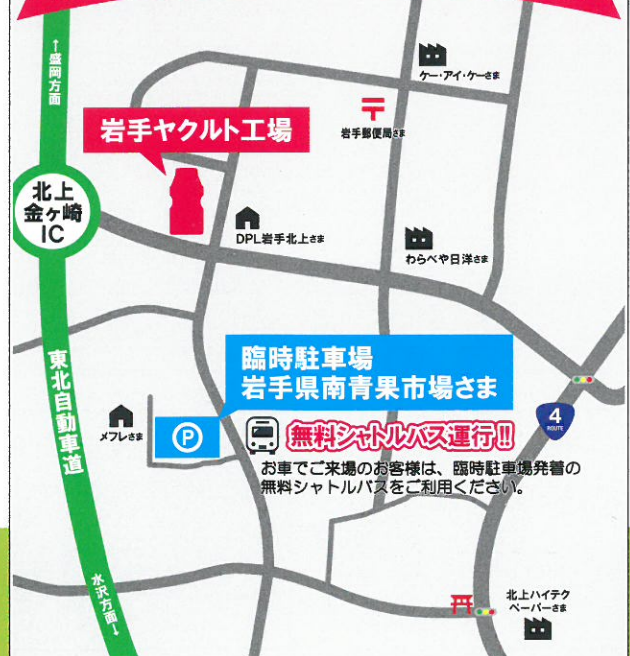 ↑盛岡方面
ケー・アイ・ケーさま
岩手ヤクルト工場
岩手郵便局さま
北上
金ヶ崎
IC
DPL岩手北上さま
わらべや日洋さま
東北自動車道
臨時駐車場
岩手県南青果市場さま
メフレさま
P
無料シャトルバス運行!!
4
ROUTE
お車でご来場のお客様は、臨時駐車場発着の
無料シャトルバスをご利用ください。
水沢方面↓
北上ハイテク
ペーパーさま